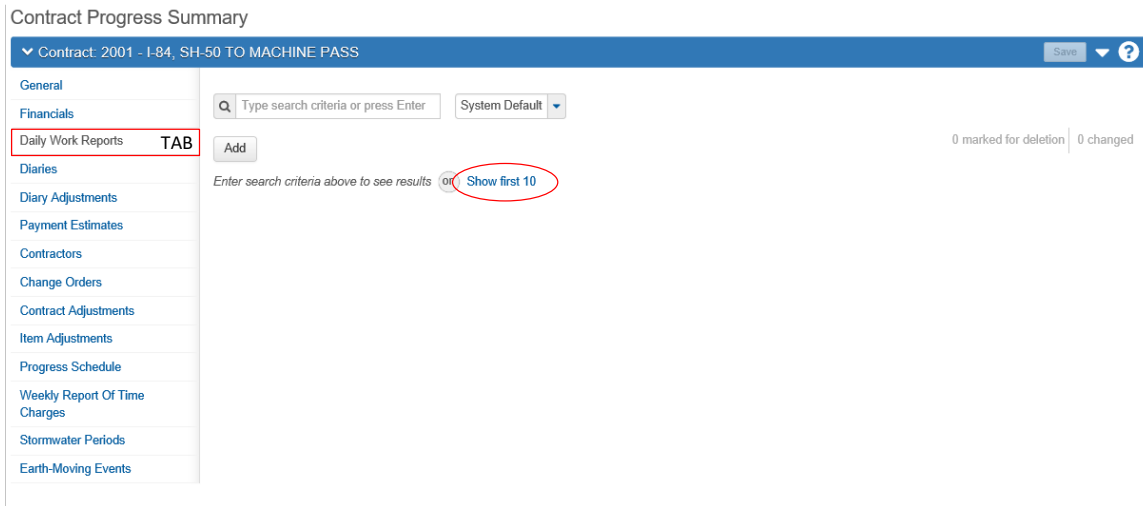 Contract Progress Summary
Contract: 2001 - I-84, SH-50 TO MACHINE PASS
Save
?
General
Financials
Daily Work Reports TAB
Diaries
Diary Adjustments
Payment Estimates
Contractors
Change Orders
Contract Adjustments
Item Adjustments
Progress Schedule
Weekly Report Of Time
Charges
Stormwater Periods
Earth-Moving Events
Type search criteria or press Enter
System Default
Add
0 marked for deletion
0 changed
Enter search criteria above to see results or Show first 10